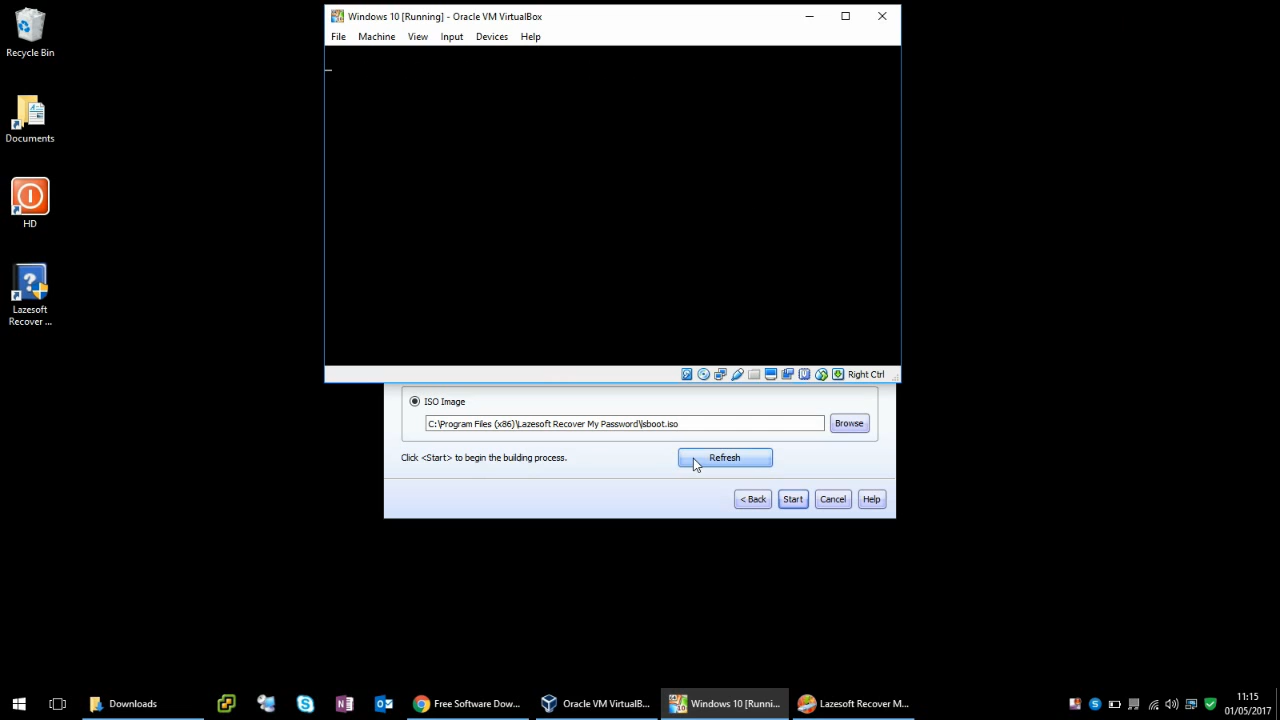 Recycle Bin
Documents
HD
Lazesoft
Recover ...
Windows 10 [Running] - Oracle VM VirtualBox
File Machine View Input Devices Help
Right Ctrl
ISO Image
C:\Program Files (x86)\Lazesoft Recover My Password\lsboot.iso
Browse
Click <Start> to begin the building process.
Refresh
< Back
Start
Cancel
Help
Downloads
Free Software Dow...
Oracle VM VirtualB...
Windows 10 [Runni...
Lazesoft Recover M...
11:15
01/05/2017